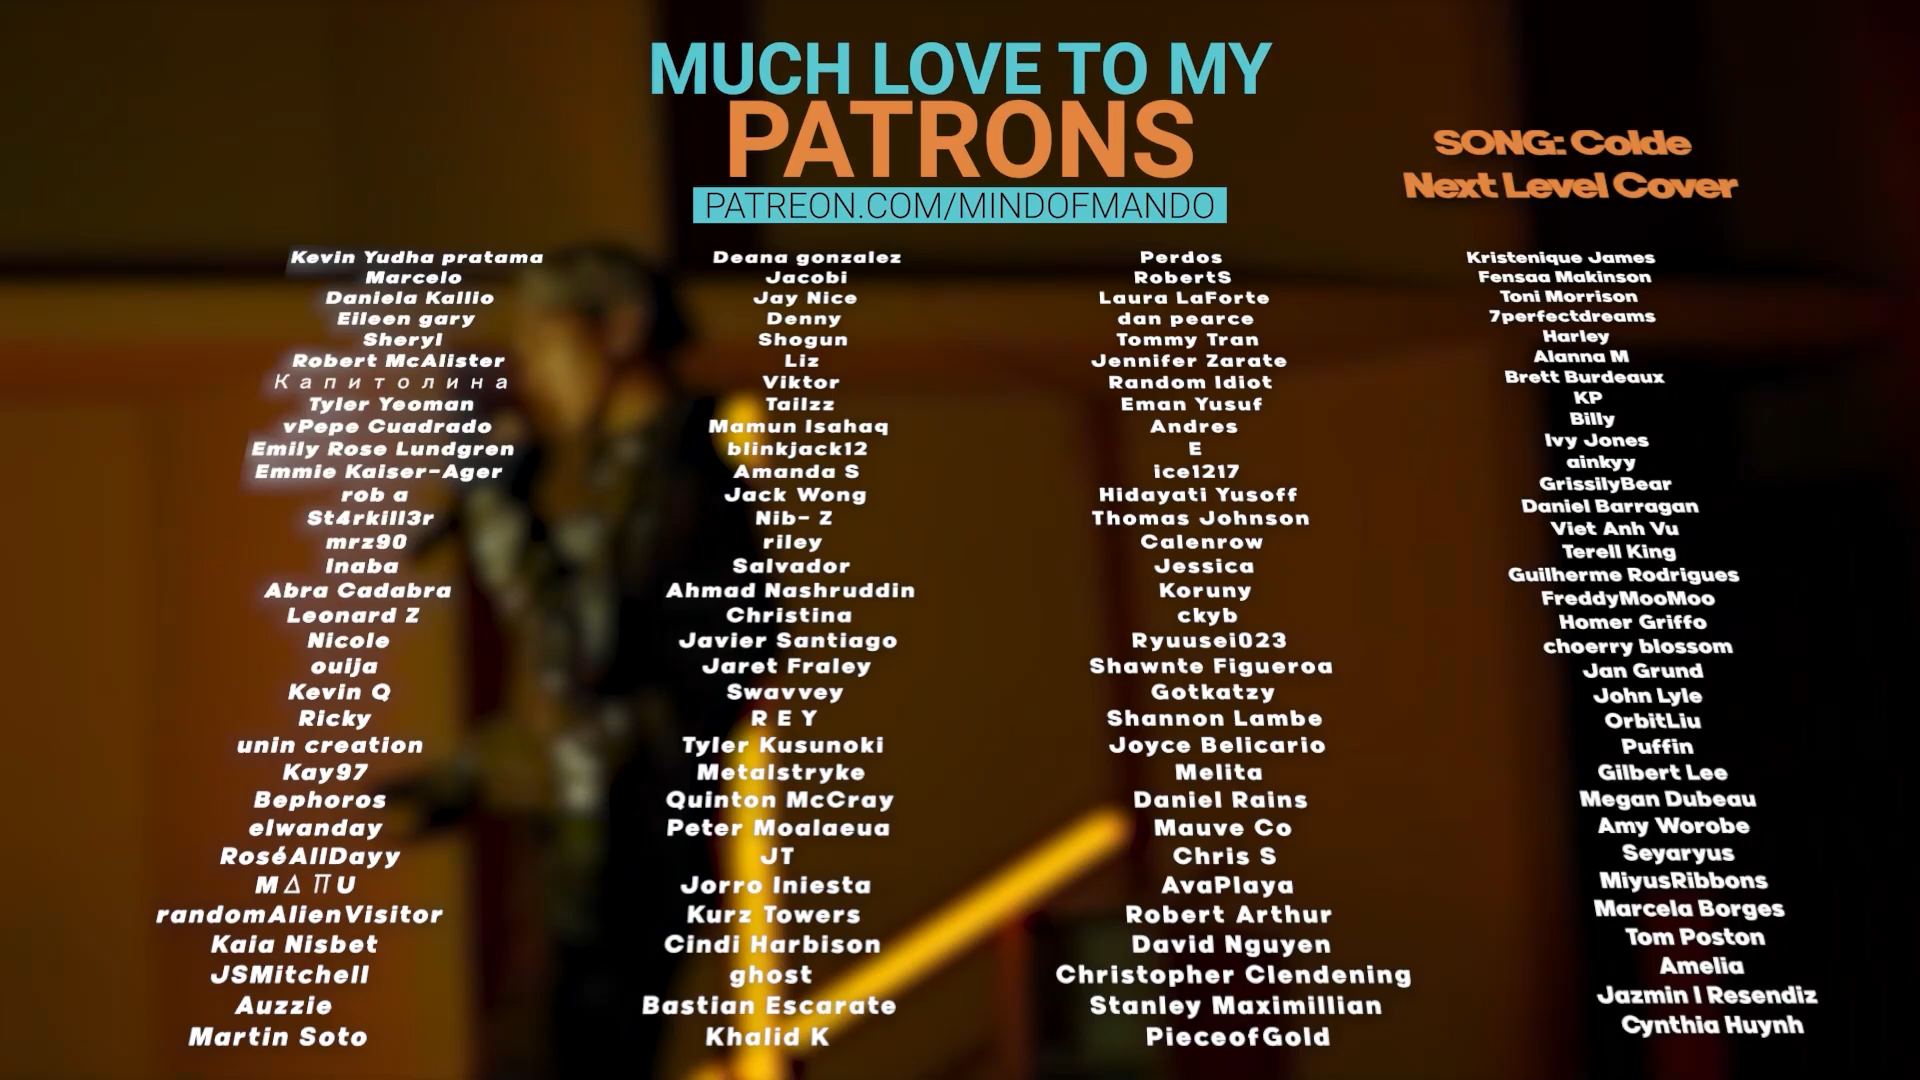 MUCH LOVE TO MY
PATRONS
PATREON.COM/MINDOFMANDO
SONG: Colde
Next Level Cover
Kevin Yudha pratama
Marcelo
Daniela Kallio
Eileen gary
Sheryl
Robert McAlister
Капитолина
Tyler Yeoman
vPepe Cuadrado
Emily Rose Lundgren
Emmie Kaiser-Ager
rob a
St4rkill3r
mrz90
Inaba
Abra Cadabra
Leonard Z
Nicole
ouija
Kevin Q
Ricky
unin creation
Kay97
Bephoros
elwanday
RoséAllDayy
M Δ Π U
randomAlienVisitor
Kaia Nisbet
JSMitchell
Auzzie
Martin Soto
Deana gonzalez
Jacobi
Jay Nice
Denny
Shogun
Liz
Viktor
Tailzz
Mamun Isahaq
blinkjack12
Amanda S
Jack Wong
Nib- Z
riley
Salvador
Ahmad Nashruddin
Christina
Javier Santiago
Jaret Fraley
Swavvey
R E Y
Tyler Kusunoki
Metalstryke
Quinton McCray
Peter Moalaeua
JT
Jorro Iniesta
Kurz Towers
Cindi Harbison
ghost
Bastian Escarate
Khalid K
Perdos
RobertS
Laura LaForte
dan pearce
Tommy Tran
Jennifer Zarate
Random Idiot
Eman Yusuf
Andres
E
ice1217
Hidayati Yusoff
Thomas Johnson
Calenrow
Jessica
Koruny
ckyb
Ryuusei023
Shawnte Figueroa
Gotkatzy
Shannon Lambe
Joyce Belicario
Melita
Daniel Rains
Mauve Co
Chris S
AvaPlaya
Robert Arthur
David Nguyen
Christopher Clendening
Stanley Maximillian
PieceofGold
Kristenique James
Fensaa Makinson
Toni Morrison
7perfectdreams
Harley
Alanna M
Brett Burdeaux
KP
Billy
Ivy Jones
ainkyy
GrissilyBear
Daniel Barragan
Viet Anh Vu
Terell King
Guilherme Rodrigues
FreddyMooMoo
Homer Griffo
choerry blossom
Jan Grund
John Lyle
OrbitLiu
Puffin
Gilbert Lee
Megan Dubeau
Amy Worobe
Seyaryus
MiyusRibbons
Marcela Borges
Tom Poston
Amelia
Jazmin I Resendiz
Cynthia Huynh